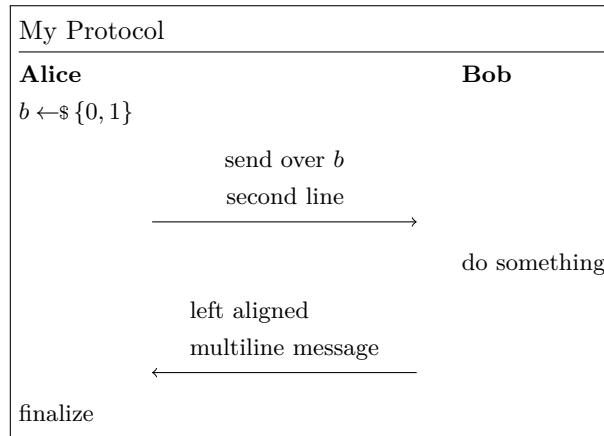 My Protocol
Alice Bob
b ←$ {0, 1}
send over b
second line
do something
left aligned
multiline message
finalize